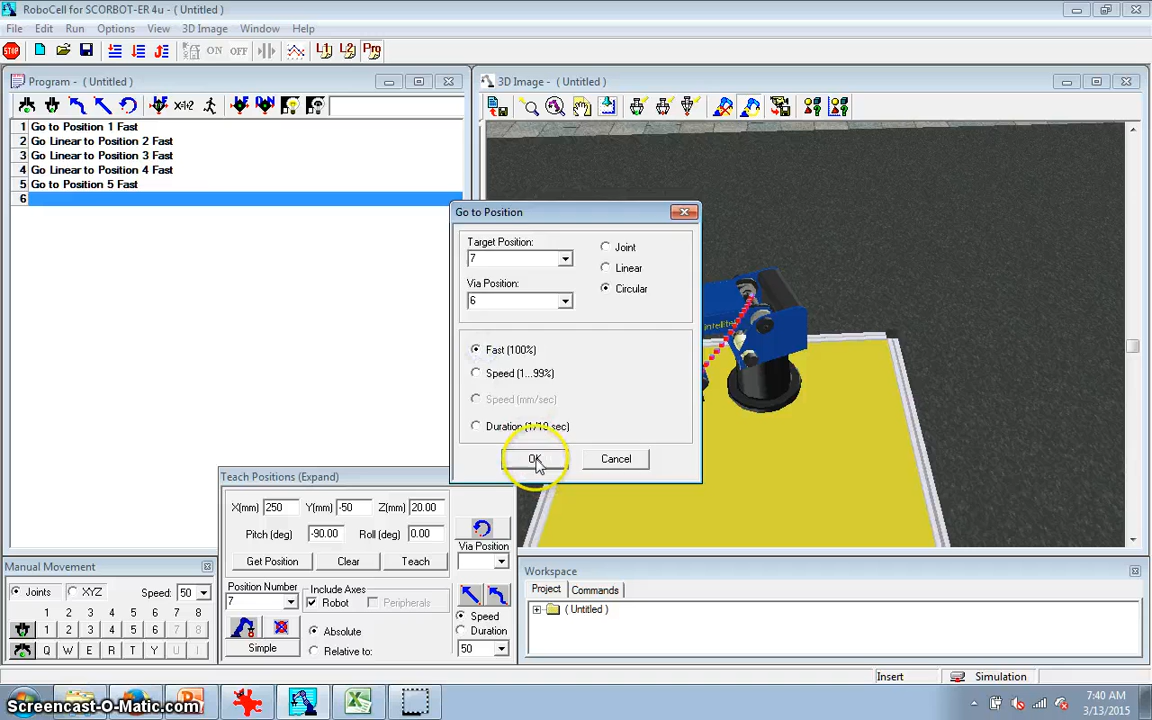 RoboCell for SCORBOT-ER 4u - ( Untitled )
File Edit Run Options View 3D Image Window Help
STOP ON OFF L1 L2 Prg
Program - ( Untitled )
3D Image - ( Untitled )
1 Go to Position 1 Fast
2 Go Linear to Position 2 Fast
3 Go Linear to Position 3 Fast
4 Go Linear to Position 4 Fast
5 Go to Position 5 Fast
6
Go to Position
Target Position:
7
Via Position:
6
Joint
Linear
Circular
Fast (100%)
Speed (1...99%)
Speed (mm/sec)
Duration (1/10 sec)
OK Cancel
Teach Positions (Expand)
X(mm) 250 Y(mm) -50 Z(mm) 20.00
Pitch (deg) -90.00 Roll (deg) 0.00
Get Position Clear Teach
Via Position
Position Number
7
Include Axes
Robot Peripherals
Absolute
Relative to:
Simple
Speed
Duration
50
Manual Movement
Joints XYZ Speed: 50
1 2 3 4 5 6 7 8
1 2 3 4 5 6 7 8
Q W E R T Y U I
Workspace
Project Commands
( Untitled )
Insert Simulation
Screencast-O-Matic.com
7:40 AM
3/13/2015